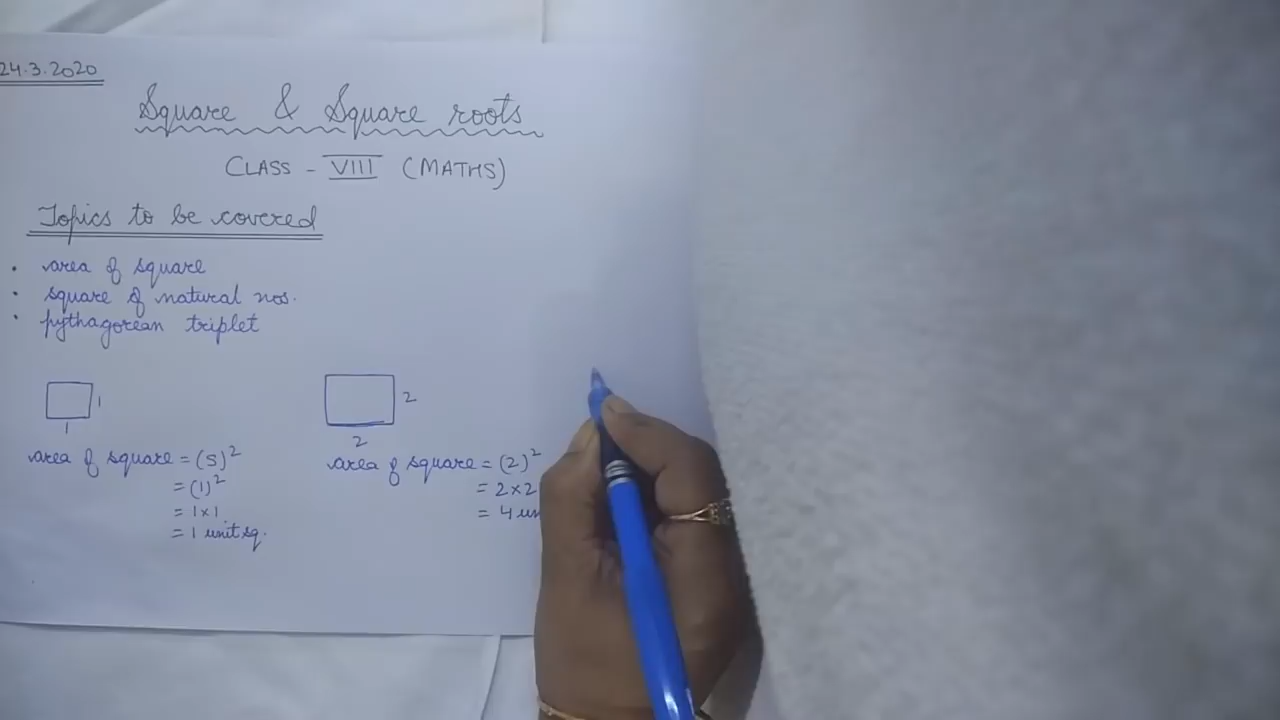 24.3.2020
Square & Square roots
CLASS - VIII (MATHS)
Topics to be covered
• area of square
• square of natural nos.
• pythagorean triplet
1
1
area of square = (S)²
= (1)²
= 1×1
= 1 unit sq.
2
2
area of square = (2)²
= 2×2
= 4 un